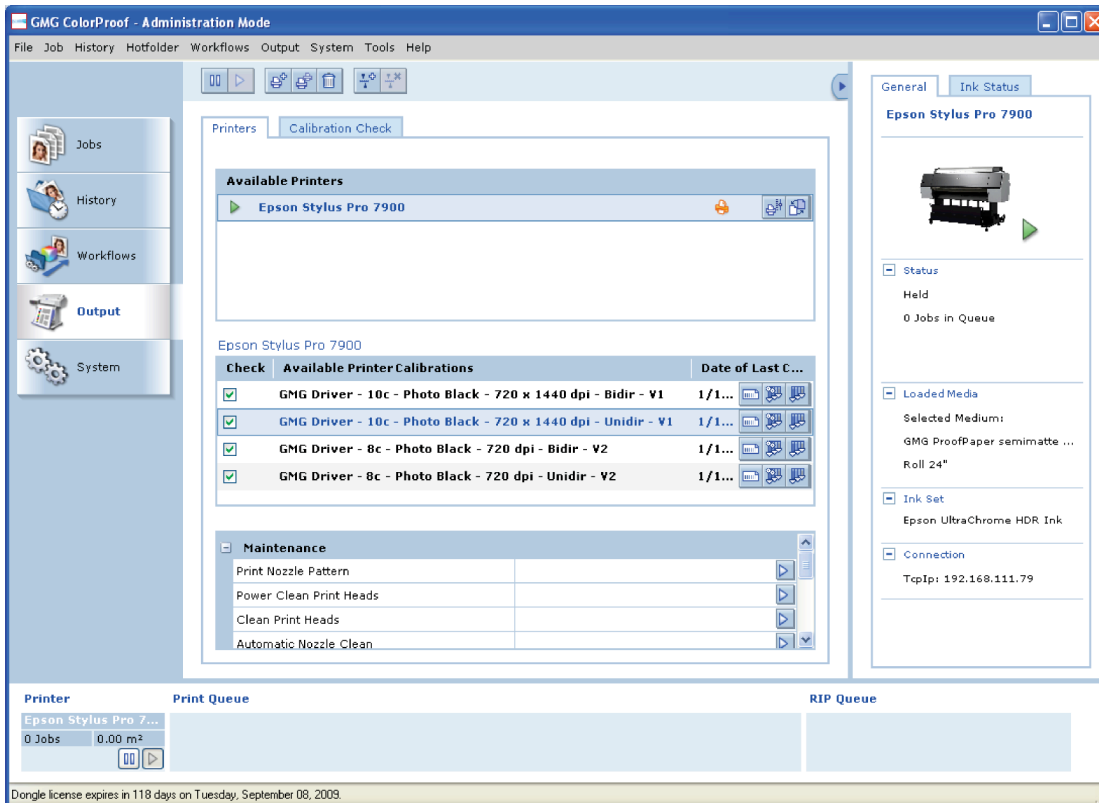 GMG ColorProof - Administration Mode
File Job History Hotfolder Workflows Output System Tools Help
Jobs
History
Workflows
Output
System
Printers Calibration Check
Available Printers
Epson Stylus Pro 7900
Epson Stylus Pro 7900
Check Available Printer Calibrations Date of Last C...
GMG Driver - 10c - Photo Black - 720 x 1440 dpi - Bidir - V1 1/1...
GMG Driver - 10c - Photo Black - 720 x 1440 dpi - Unidir - V1 1/1...
GMG Driver - 8c - Photo Black - 720 dpi - Bidir - V2 1/1...
GMG Driver - 8c - Photo Black - 720 dpi - Unidir - V2 1/1...
Maintenance
Print Nozzle Pattern
Power Clean Print Heads
Clean Print Heads
Automatic Nozzle Clean
General Ink Status
Epson Stylus Pro 7900
Status
Held
0 Jobs in Queue
Loaded Media
Selected Medium:
GMG ProofPaper semimatte ...
Roll 24"
Ink Set
Epson UltraChrome HDR Ink
Connection
TcpIp: 192.168.111.79
Printer Print Queue RIP Queue
Epson Stylus Pro 7...
0 Jobs 0.00 m²
Dongle license expires in 118 days on Tuesday, September 08, 2009.